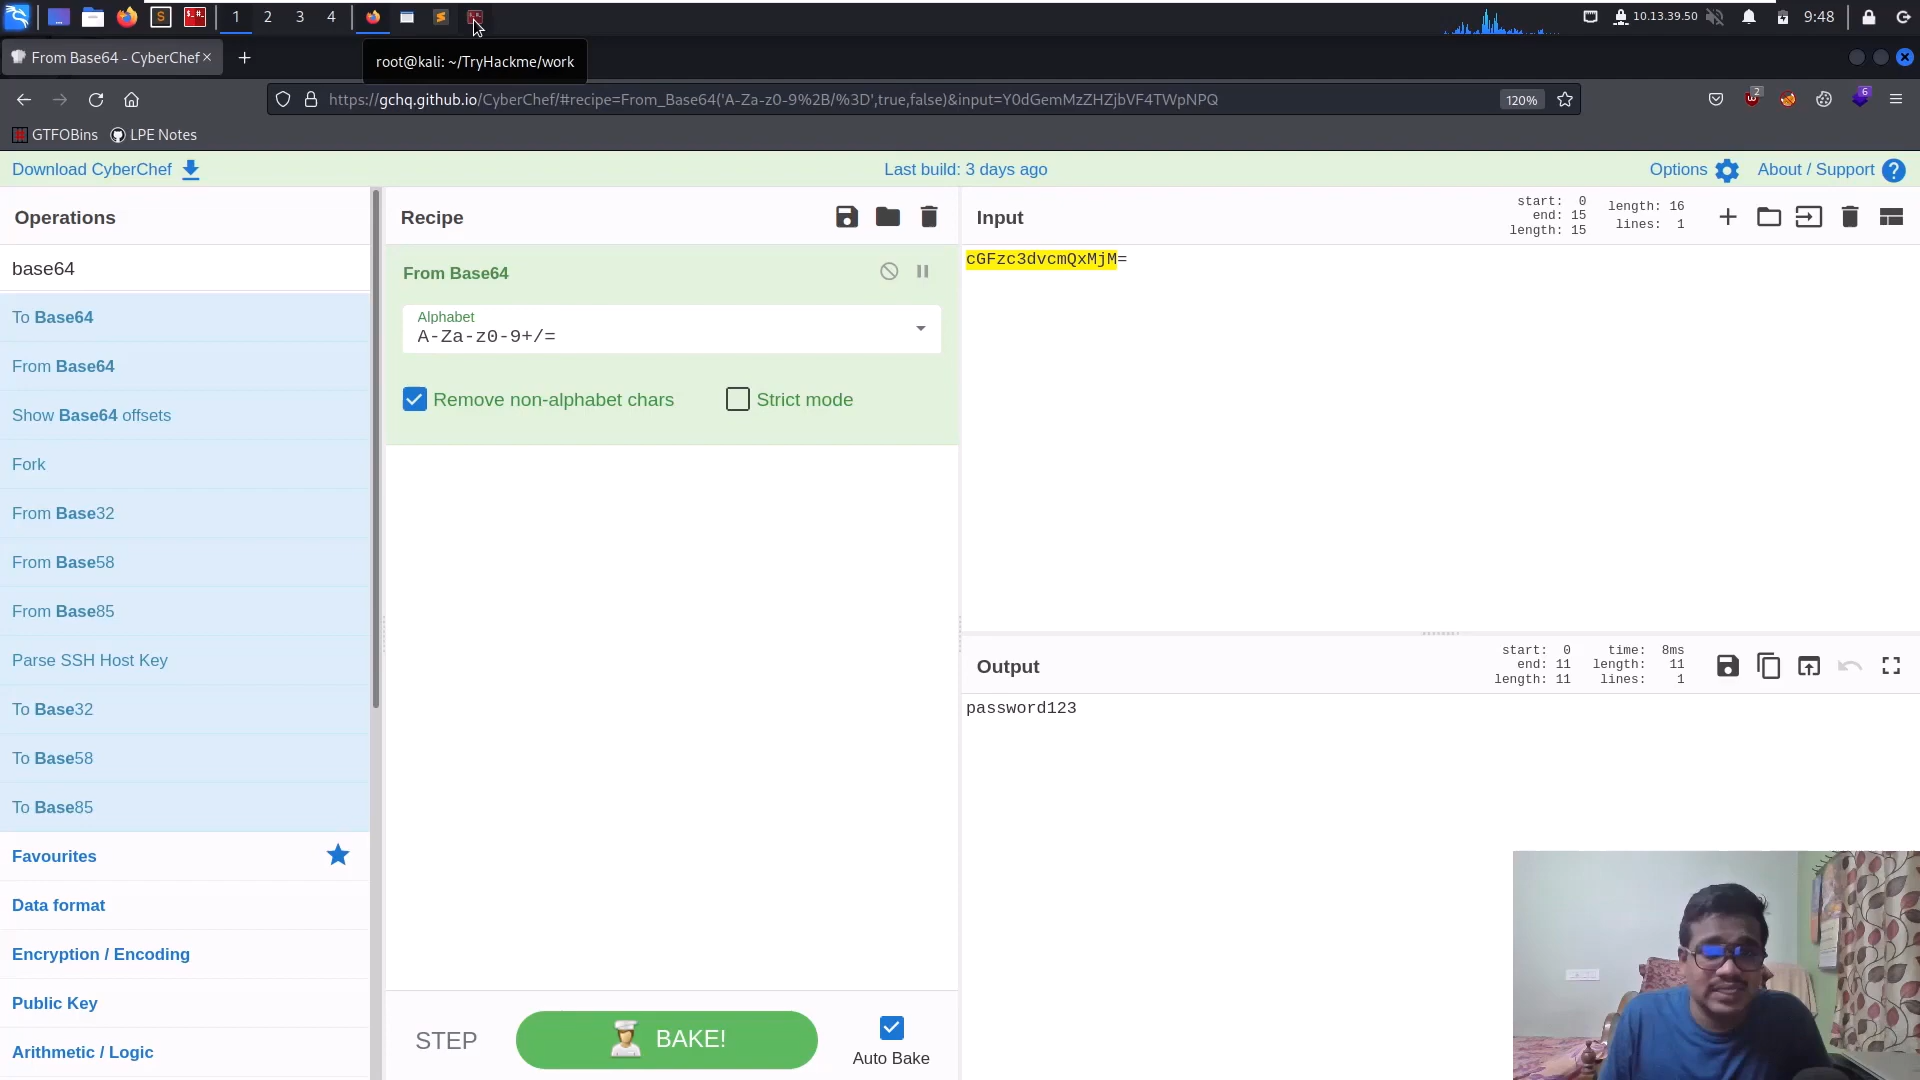 1 2 3 4
10.13.39.50
9:48
From Base64 - CyberChef
root@kali: ~/TryHackme/work
https://gchq.github.io/CyberChef/#recipe=From_Base64('A-Za-z0-9%2B/%3D',true,false)&input=Y0dGemMzZHZjbVF4TWpNPQ
120%
2
6
GTFOBins
LPE Notes
Download CyberChef
Last build: 3 days ago
Options
About / Support
Operations
base64
To Base64
From Base64
Show Base64 offsets
Fork
From Base32
From Base58
From Base85
Parse SSH Host Key
To Base32
To Base58
To Base85
Favourites
Data format
Encryption / Encoding
Public Key
Arithmetic / Logic
Recipe
From Base64
Alphabet
A-Za-z0-9+/=
Remove non-alphabet chars
Strict mode
STEP
BAKE!
Auto Bake
Input
start: 0
end: 15
length: 15
length: 16
lines: 1
cGFzc3dvcmQxMjM=
Output
start: 0
end: 11
length: 11
time: 8ms
length: 11
lines: 1
password123